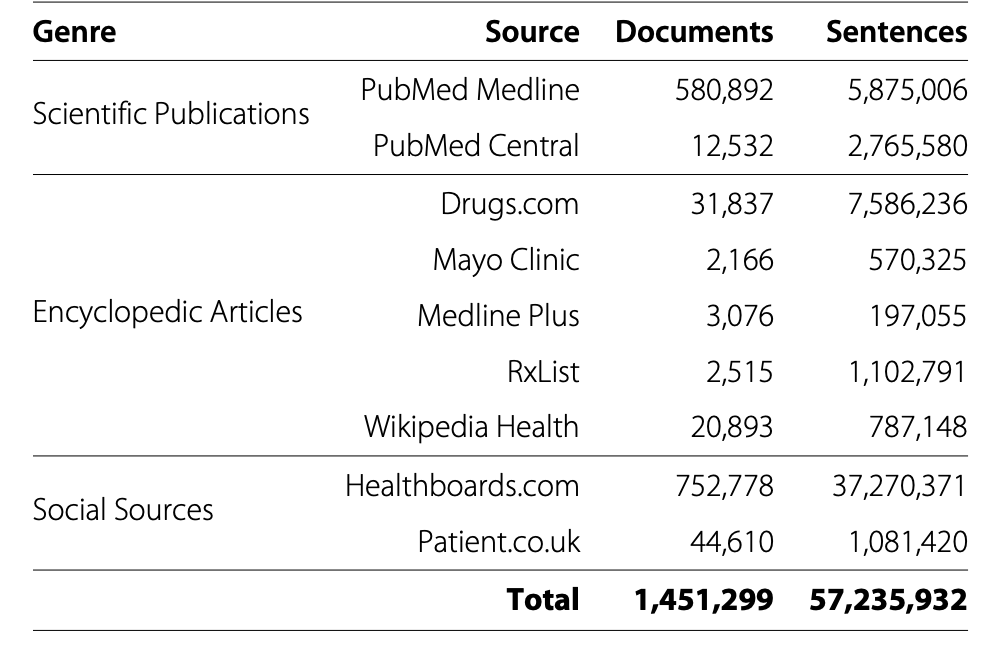 Genre Source Documents Sentences
Scientific Publications PubMed Medline 580,892 5,875,006
PubMed Central 12,532 2,765,580
Encyclopedic Articles Drugs.com 31,837 7,586,236
Mayo Clinic 2,166 570,325
Medline Plus 3,076 197,055
RxList 2,515 1,102,791
Wikipedia Health 20,893 787,148
Social Sources Healthboards.com 752,778 37,270,371
Patient.co.uk 44,610 1,081,420
Total 1,451,299 57,235,932